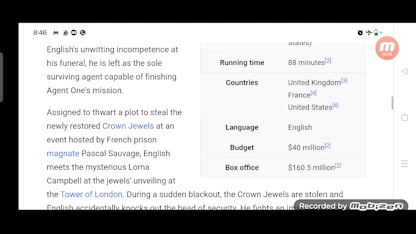 8:46
States)
English's unwitting incompetence at
his funeral, he is left as the sole
surviving agent capable of finishing
Agent One's mission.
Assigned to thwart a plot to steal the
newly restored Crown Jewels at an
event hosted by French prison
magnate Pascal Sauvage, English
meets the mysterious Lorna
Campbell at the jewels' unveiling at
the Tower of London. During a sudden blackout, the Crown Jewels are stolen and
English accidentally knocks out the head of security. He fights an
Running time 88 minutes[2]
Countries United Kingdom[3]
France[4]
United States[4]
Language English
Budget $40 million[2]
Box office $160.5 million[2]
Recorded by Mobizen